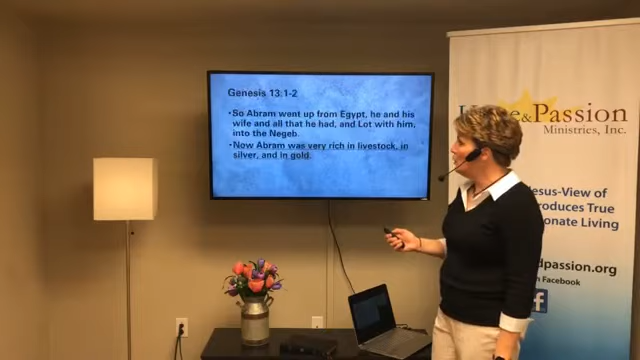 Genesis 13:1-2
•So Abram went up from Egypt, he and his
wife and all that he had, and Lot with him,
into the Negeb.
•Now Abram was very rich in livestock, in
silver, and in gold.
&Passion
Ministries, Inc.
Jesus-View of
roduces True
onate Living
dpassion.org
n Facebook
f